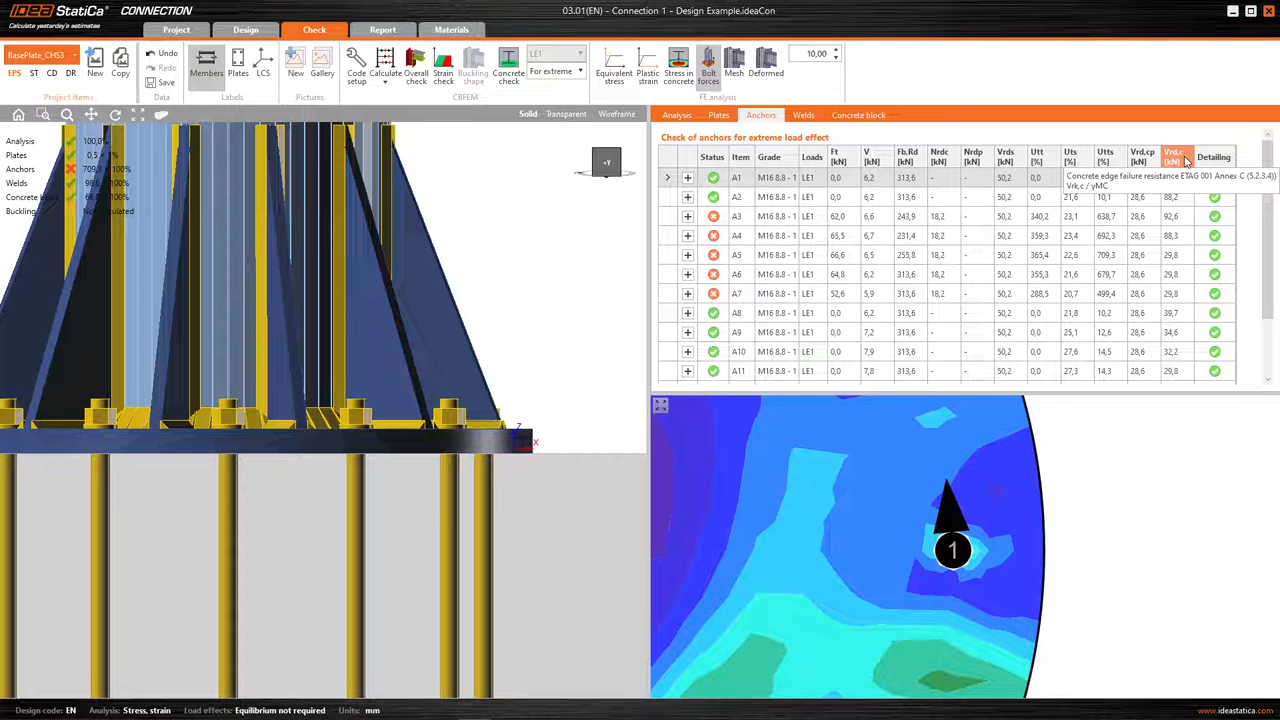 IDEA StatiCa CONNECTION
Calculate yesterday's estimates
03.01(EN) - Connection 1 - Design Example.ideaCon
Project Design Check Report Materials
BasePlate_CHS3
EPS ST CD DR
Project items
New Copy
Undo
Redo
Save
Data
Members Plates LCS
Labels
New Gallery
Pictures
Code setup Calculate Overall check Strain check Buckling shape Concrete check
LE1
For extreme
CBFEM
Equivalent stress Plastic strain Stress in concrete Bolt forces Mesh Deformed
10,00
FE analysis
Solid Transparent Wireframe
Analysis 100,0%
Plates
Anchors
Welds
Buckling
+Y
Z
X
Analysis Plates Anchors Welds Concrete block
Check of anchors for extreme load effect
Status Item Grade Loads Ft [kN] V [kN] Fb,Rd [kN] Nrdc [kN] Nrdp [kN] Vrds [kN] Utt [%] Uts [%] Utts [%] Vrd,cp [kN] Vrd,c [kN] Detailing
Concrete edge failure resistance ETAG 001 Annex C (5.2.3.4))
Vrk,c / γMC
A1 M16 8.8 - 1 LE1 0,0 6,2 313,6 - - 50,2 0,0
A2 M16 8.8 - 1 LE1 0,0 6,2 313,6 - - 50,2 0,0 21,6 10,1 28,6 88,2
A3 M16 8.8 - 1 LE1 62,0 6,6 243,9 18,2 - 50,2 340,2 23,1 638,7 28,6 92,6
A4 M16 8.8 - 1 LE1 65,5 6,7 231,4 18,2 - 50,2 359,3 23,4 692,3 28,6 88,3
A5 M16 8.8 - 1 LE1 66,6 6,5 255,8 18,2 - 50,2 365,4 22,6 709,3 28,6 29,8
A6 M16 8.8 - 1 LE1 64,8 6,2 313,6 18,2 - 50,2 355,3 21,6 679,7 28,6 29,8
A7 M16 8.8 - 1 LE1 52,6 5,9 313,6 18,2 - 50,2 288,5 20,7 499,4 28,6 29,8
A8 M16 8.8 - 1 LE1 0,0 6,2 313,6 - - 50,2 0,0 21,8 10,2 28,6 39,7
A9 M16 8.8 - 1 LE1 0,0 7,2 313,6 - - 50,2 0,0 25,1 12,6 28,6 34,6
A10 M16 8.8 - 1 LE1 0,0 7,9 313,6 - - 50,2 0,0 27,6 14,5 28,6 32,2
A11 M16 8.8 - 1 LE1 0,0 7,8 313,6 - - 50,2 0,0 27,3 14,3 28,6 29,8
1
Design code: EN Analysis: Stress, strain Load effects: Equilibrium not required Units: mm
www.ideastatica.com